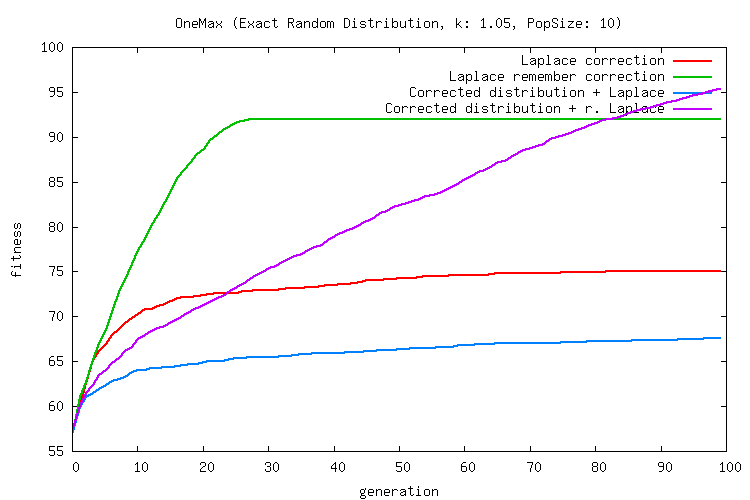 OneMax (Exact Random Distribution, k: 1.05, PopSize: 10)
100
95
90
85
80
75
70
65
60
55
fitness
Laplace correction
Laplace remember correction
Corrected distribution + Laplace
Corrected distribution + r. Laplace
0 10 20 30 40 50 60 70 80 90 100
generation